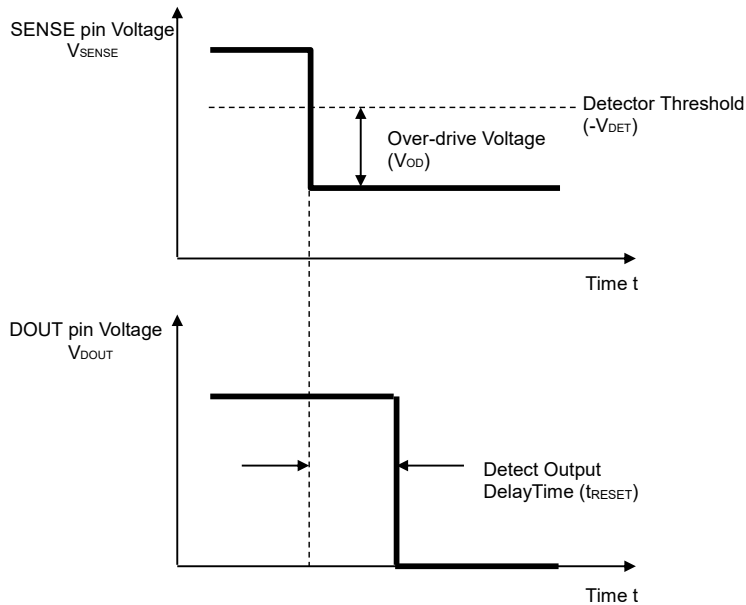 SENSE pin Voltage
VSENSE
Detector Threshold
(-VDET)
Over-drive Voltage
(VOD)
Time t
DOUT pin Voltage
VDOUT
Detect Output
DelayTime (tRESET)
Time t